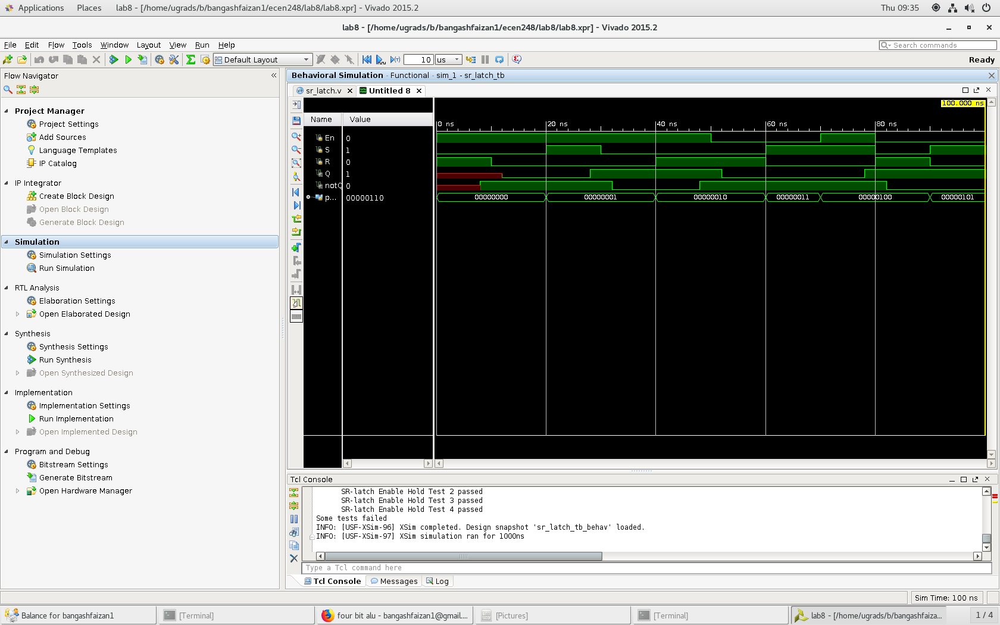 Applications Places lab8 - [/home/ugrads/b/bangashfaizan1/ecen248/lab8/lab8.xpr] - Vivado 2015.2 Thu 09:35
lab8 - [/home/ugrads/b/bangashfaizan1/ecen248/lab8/lab8.xpr] - Vivado 2015.2
File Edit Flow Tools Window Layout View Run Help
Search commands
Default Layout 10 us Ready
Flow Navigator
Project Manager
Project Settings
Add Sources
Language Templates
IP Catalog
IP Integrator
Create Block Design
Open Block Design
Generate Block Design
Simulation
Simulation Settings
Run Simulation
RTL Analysis
Elaboration Settings
Open Elaborated Design
Synthesis
Synthesis Settings
Run Synthesis
Open Synthesized Design
Implementation
Implementation Settings
Run Implementation
Open Implemented Design
Program and Debug
Bitstream Settings
Generate Bitstream
Open Hardware Manager
Behavioral Simulation - Functional - sim_1 - sr_latch_tb
sr_latch.v Untitled 8
100.000 ns
Name Value
0 ns 20 ns 40 ns 60 ns 80 ns
En 0
S 1
R 0
Q 1
notQ 0
p... 00000110 00000000 00000001 00000010 00000011 00000100 00000101
Tcl Console
SR-latch Enable Hold Test 2 passed
SR-latch Enable Hold Test 3 passed
SR-latch Enable Hold Test 4 passed
Some tests failed
INFO: [USF-XSim-96] XSim completed. Design snapshot 'sr_latch_tb_behav' loaded.
INFO: [USF-XSim-97] XSim simulation ran for 1000ns
Type a Tcl command here
Tcl Console Messages Log
Sim Time: 100 ns
Balance for bangashfaizan1 [Terminal] four bit alu - bangashfaizan1@gmail.... [Pictures] [Terminal] lab8 - [/home/ugrads/b/bangashfaiza... 1 / 4